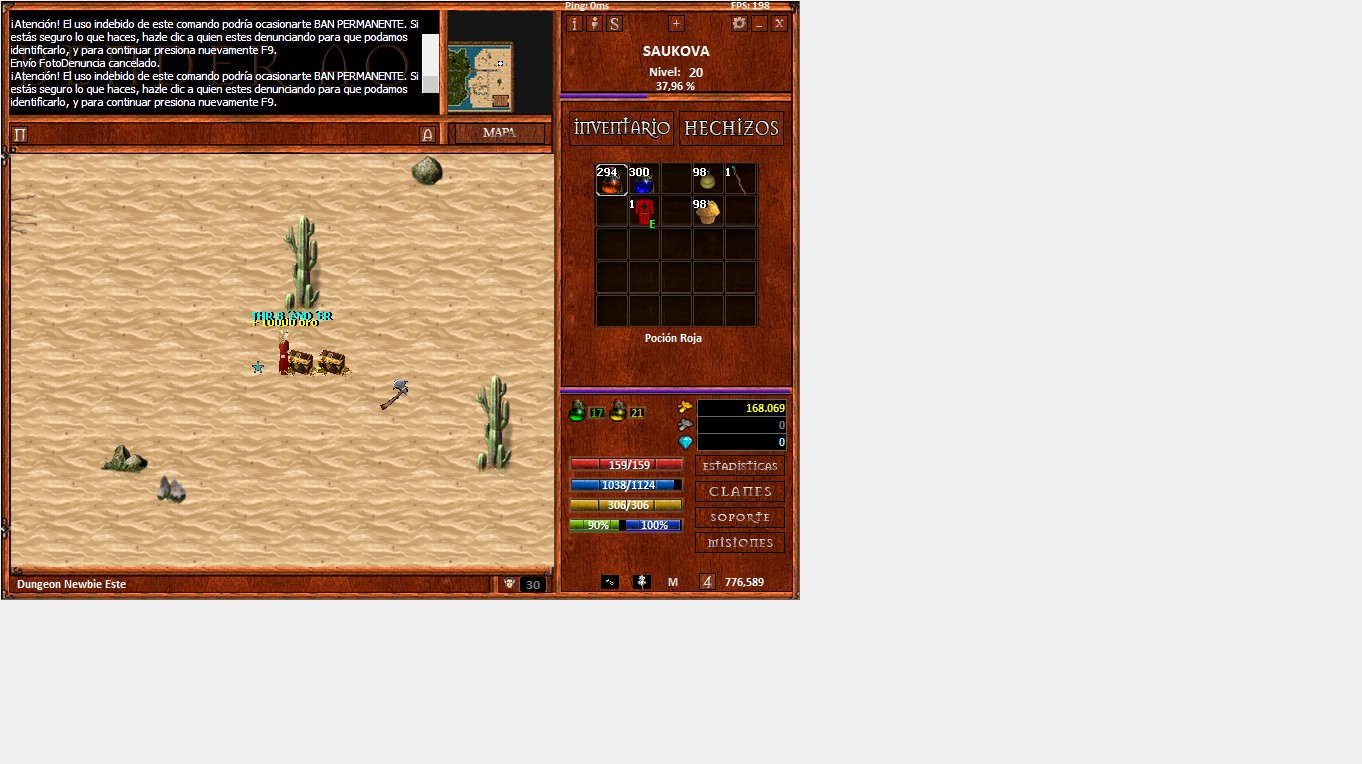 Ping: 0ms
FPS: 198
¡Atención! El uso indebido de este comando podría ocasionarte BAN PERMANENTE. Si
estás seguro lo que haces, hazle clic a quien estes denunciando para que podamos
identificarlo, y para continuar presiona nuevamente F9.
Envío FotoDenuncia cancelado.
¡Atención! El uso indebido de este comando podría ocasionarte BAN PERMANENTE. Si
estás seguro lo que haces, hazle clic a quien estes denunciando para que podamos
identificarlo, y para continuar presiona nuevamente F9.
MAPA
S
+
_
X
SAUKOVA
Nivel: 20
37,96 %
INVENTARIO
HECHIZOS
294
300
98
1
1
E
98
Poción Roja
+ 10000 oro
17
21
168.069
0
0
159/159
1038/1124
306/306
90%
100%
ESTADÍSTICAS
CLANES
SOPORTE
MISIONES
Dungeon Newbie Este
30
M
4
776,589